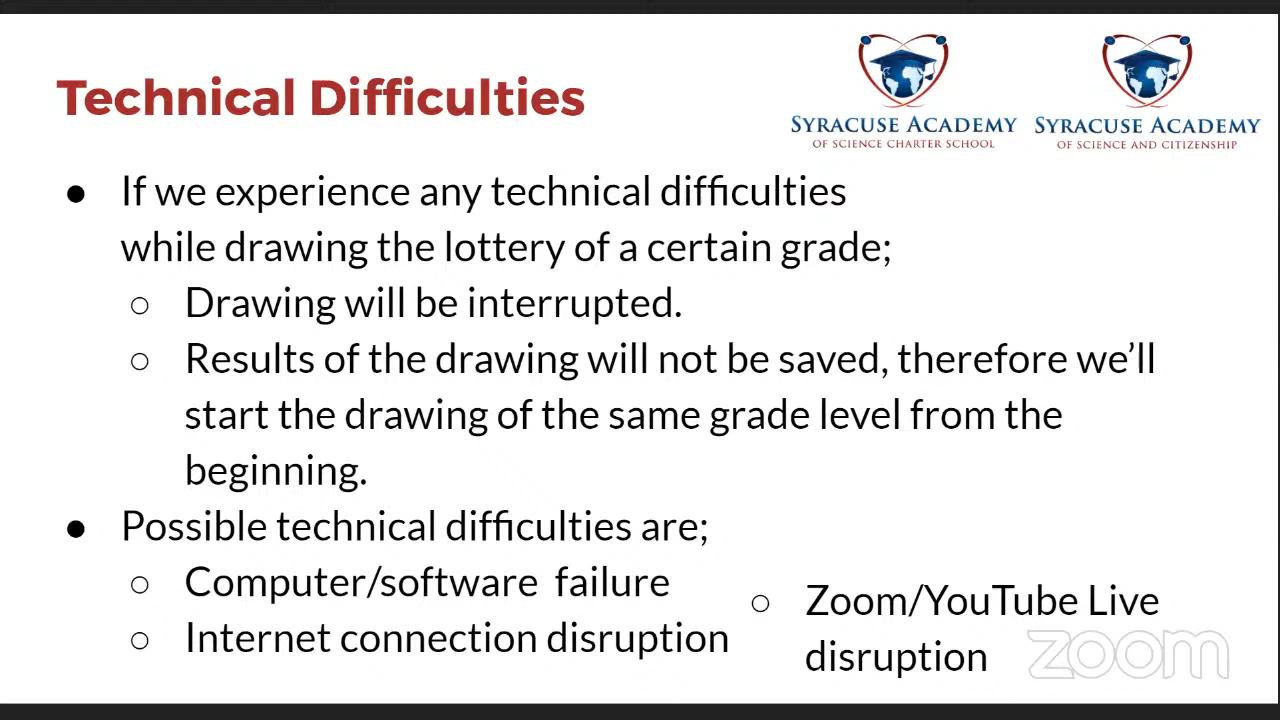 Technical Difficulties
SYRACUSE ACADEMY
OF SCIENCE CHARTER SCHOOL
SYRACUSE ACADEMY
OF SCIENCE AND CITIZENSHIP
● If we experience any technical difficulties
while drawing the lottery of a certain grade;
○ Drawing will be interrupted.
○ Results of the drawing will not be saved, therefore we’ll
start the drawing of the same grade level from the
beginning.
● Possible technical difficulties are;
○ Computer/software  failure
○ Internet connection disruption
○ Zoom/YouTube Live
disruption
zoom